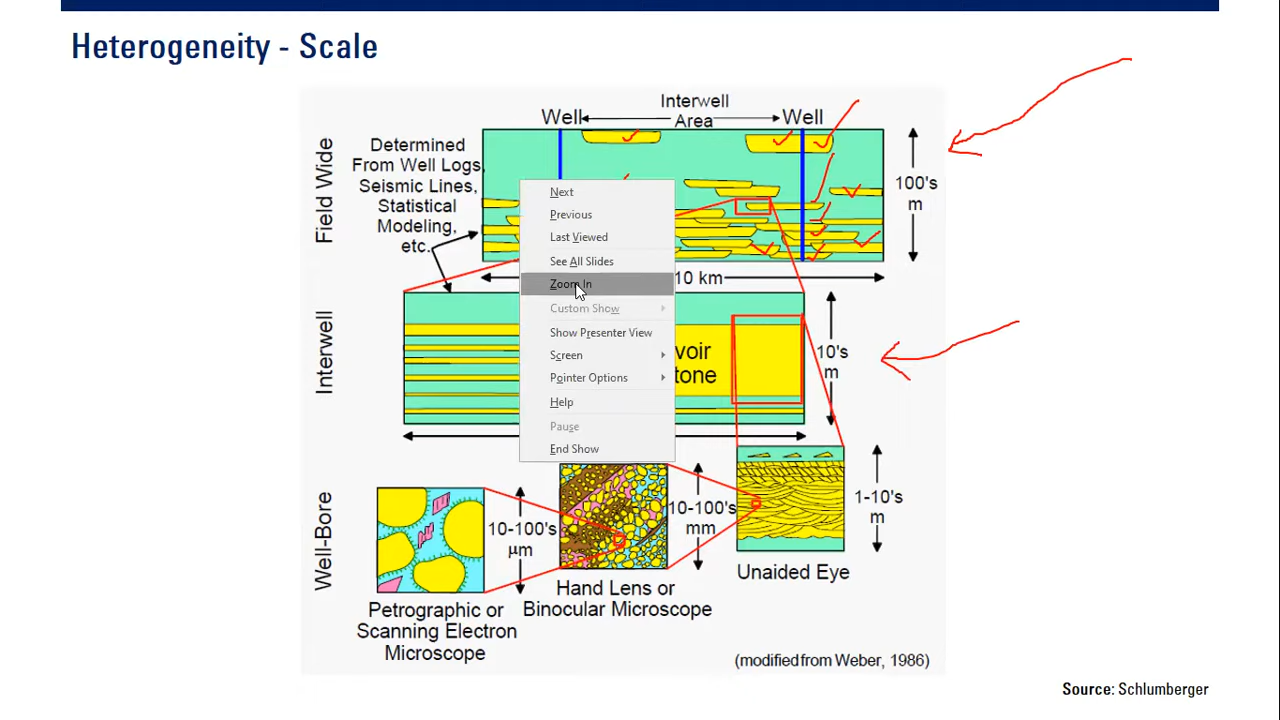 Heterogeneity - Scale
Interwell
Area
Well
Well
Determined
From Well Logs,
Seismic Lines,
Statistical
Modeling,
etc.
Field Wide
100's
m
10 km
Next
Previous
Last Viewed
See All Slides
Zoom In
Custom Show
Show Presenter View
Screen
Pointer Options
Help
Pause
End Show
Interwell
voir
tone
10's
m
Well-Bore
10-100's
µm
10-100's
mm
1-10's
m
Unaided Eye
Hand Lens or
Binocular Microscope
Petrographic or
Scanning Electron
Microscope
(modified from Weber, 1986)
Source: Schlumberger